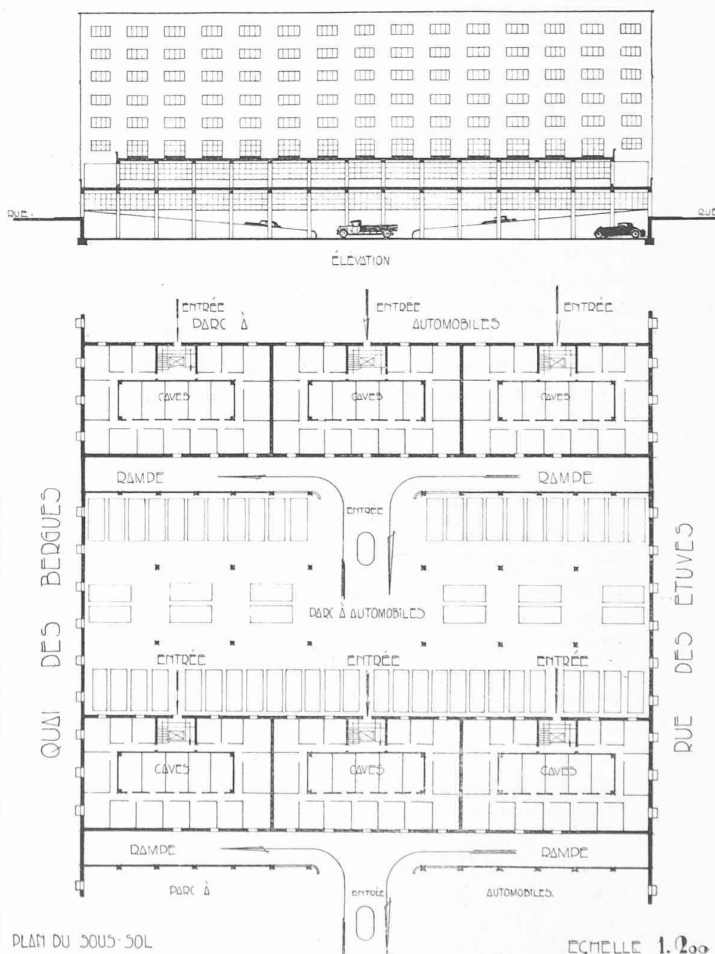 RUE. RUE
ÉLEVATION
ENTRÉE ENTRÉE ENTRÉE
PARC À AUTOMOBILES
CAVES CAVES CAVES
RAMPE RAMPE
ENTRÉE
QUAI DES BERGUES
RUE DES ETUVES
PARC À AUTOMOBILES
ENTRÉE ENTRÉE ENTRÉE
CAVES CAVES CAVES
RAMPE RAMPE
ENTRÉE
PARC À AUTOMOBILES.
PLAN DU SOUS-SOL ECHELLE 1.200